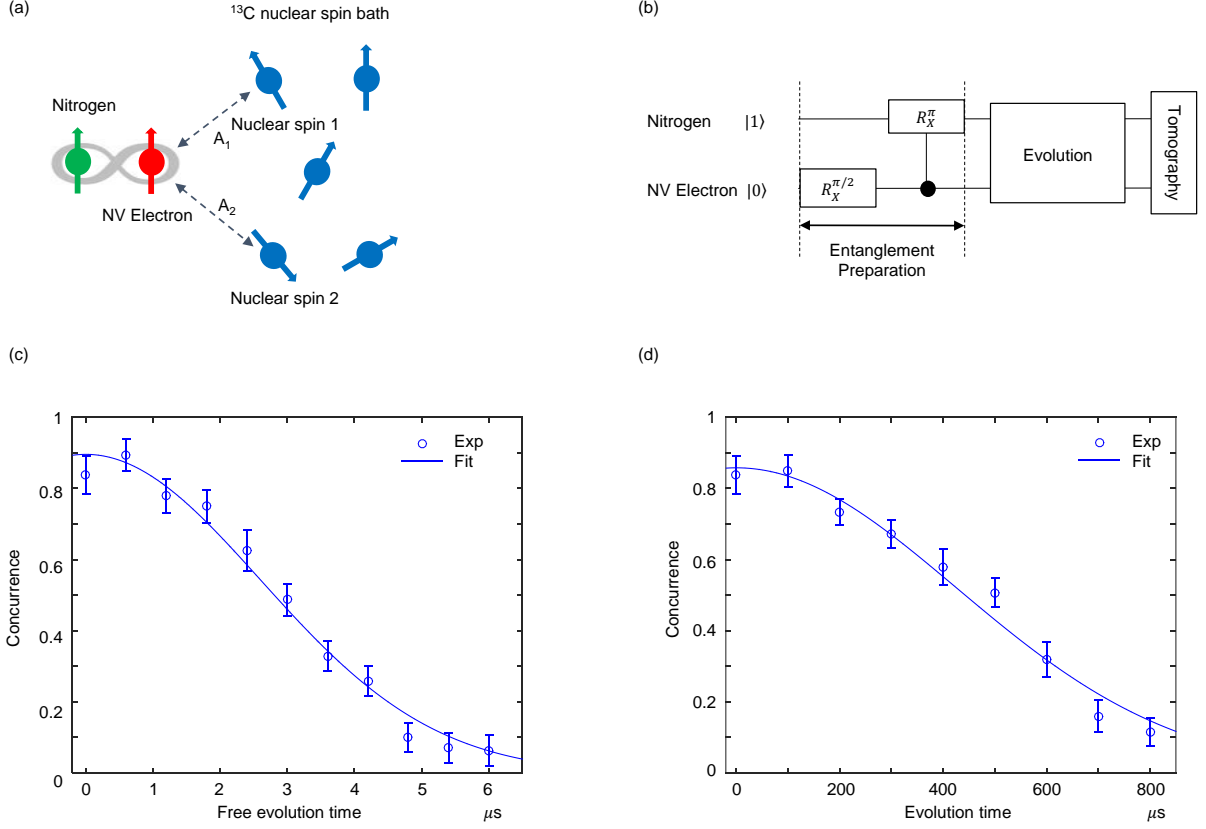 (a)
¹³C nuclear spin bath
Nitrogen
Nuclear spin 1
A₁
A₂
NV Electron
Nuclear spin 2
(b)
Nitrogen |1⟩
NV Electron |0⟩
R_X^π
R_X^{π/2}
Evolution
Tomography
Entanglement
Preparation
(c)
Concurrence
1
0.8
0.6
0.4
0.2
0
Exp
Fit
0 1 2 3 4 5 6
Free evolution time μs
(d)
Concurrence
1
0.8
0.6
0.4
0.2
0
Exp
Fit
0 200 400 600 800
Evolution time μs